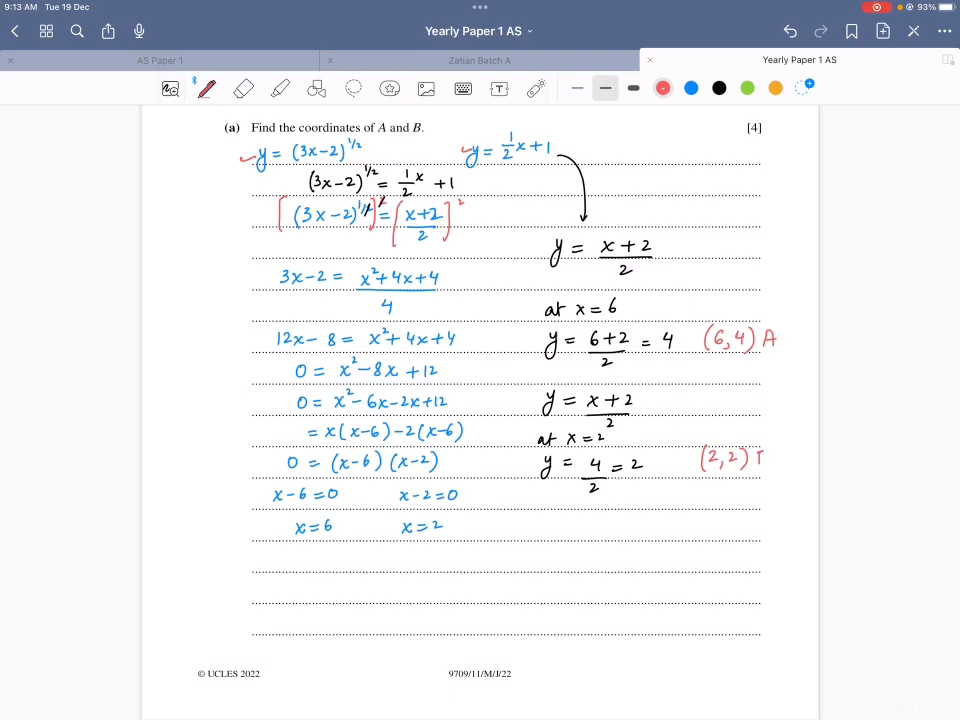 9:13 AM Tue 19 Dec
93%
Yearly Paper 1 AS
AS Paper 1
Zatian Batch A
Yearly Paper 1 AS
(a) Find the coordinates of A and B. [4]
y = (3x-2)^1/2
y = 1/2 x + 1
(3x-2)^1/2 = 1/2 x + 1
[(3x-2)^1/2]^2 = [(x+2)/2]^2
3x-2 = (x^2+4x+4)/4
12x - 8 = x^2 + 4x + 4
0 = x^2 - 8x + 12
0 = x^2 - 6x - 2x + 12
= x(x-6) - 2(x-6)
0 = (x-6)(x-2)
x-6=0 x-2=0
x=6 x=2
y = (x+2)/2
at x=6
y = (6+2)/2 = 4 (6,4) A
y = (x+2)/2
at x=2
y = 4/2 = 2 (2,2)
© UCLES 2022
9709/11/M/J/22